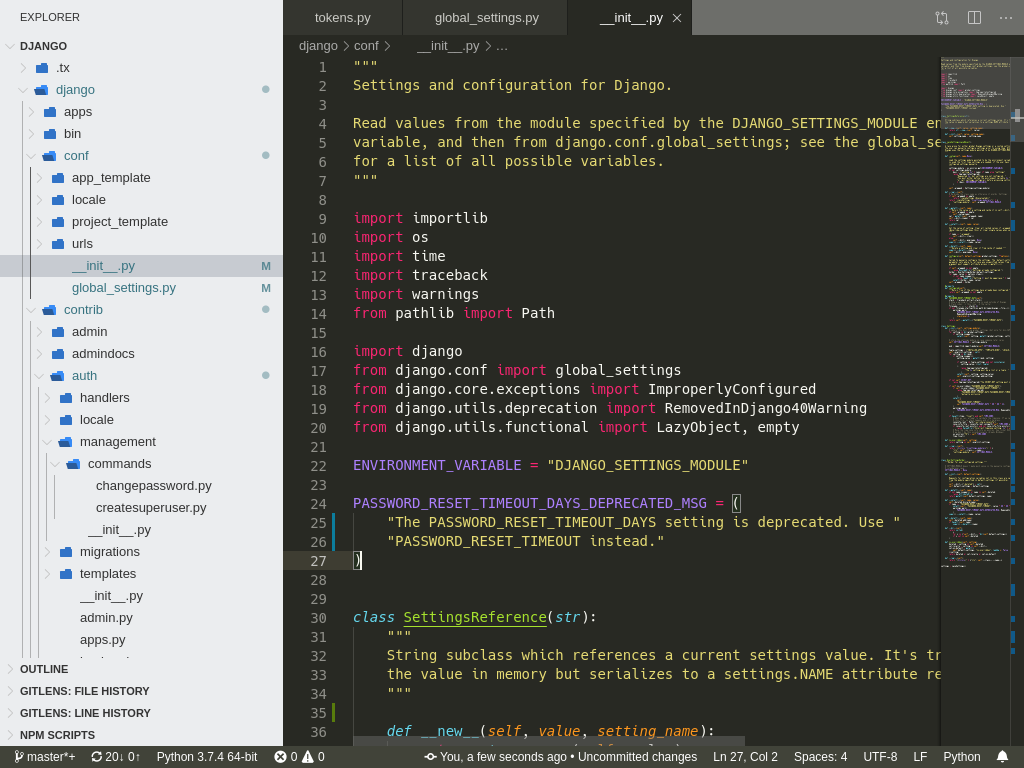 EXPLORER
DJANGO
.tx
django
apps
bin
conf
app_template
locale
project_template
urls
__init__.py M
global_settings.py M
contrib
admin
admindocs
auth
handlers
locale
management
commands
changepassword.py
createsuperuser.py
__init__.py
migrations
templates
__init__.py
admin.py
apps.py
OUTLINE
GITLENS: FILE HISTORY
GITLENS: LINE HISTORY
NPM SCRIPTS
tokens.py global_settings.py __init__.py
django conf __init__.py …
1 """
2 Settings and configuration for Django.
3
4 Read values from the module specified by the DJANGO_SETTINGS_MODULE en
5 variable, and then from django.conf.global_settings; see the global_se
6 for a list of all possible variables.
7 """
8
9 import importlib
10 import os
11 import time
12 import traceback
13 import warnings
14 from pathlib import Path
15
16 import django
17 from django.conf import global_settings
18 from django.core.exceptions import ImproperlyConfigured
19 from django.utils.deprecation import RemovedInDjango40Warning
20 from django.utils.functional import LazyObject, empty
21
22 ENVIRONMENT_VARIABLE = "DJANGO_SETTINGS_MODULE"
23
24 PASSWORD_RESET_TIMEOUT_DAYS_DEPRECATED_MSG = (
25 "The PASSWORD_RESET_TIMEOUT_DAYS setting is deprecated. Use "
26 "PASSWORD_RESET_TIMEOUT instead."
27 )
28
29
30 class SettingsReference(str):
31 """
32 String subclass which references a current settings value. It's tr
33 the value in memory but serializes to a settings.NAME attribute re
34 """
35
36 def __new__(self, value, setting_name):
master*+ 20↓ 0↑ Python 3.7.4 64-bit 0 0 You, a few seconds ago • Uncommitted changes Ln 27, Col 2 Spaces: 4 UTF-8 LF Python